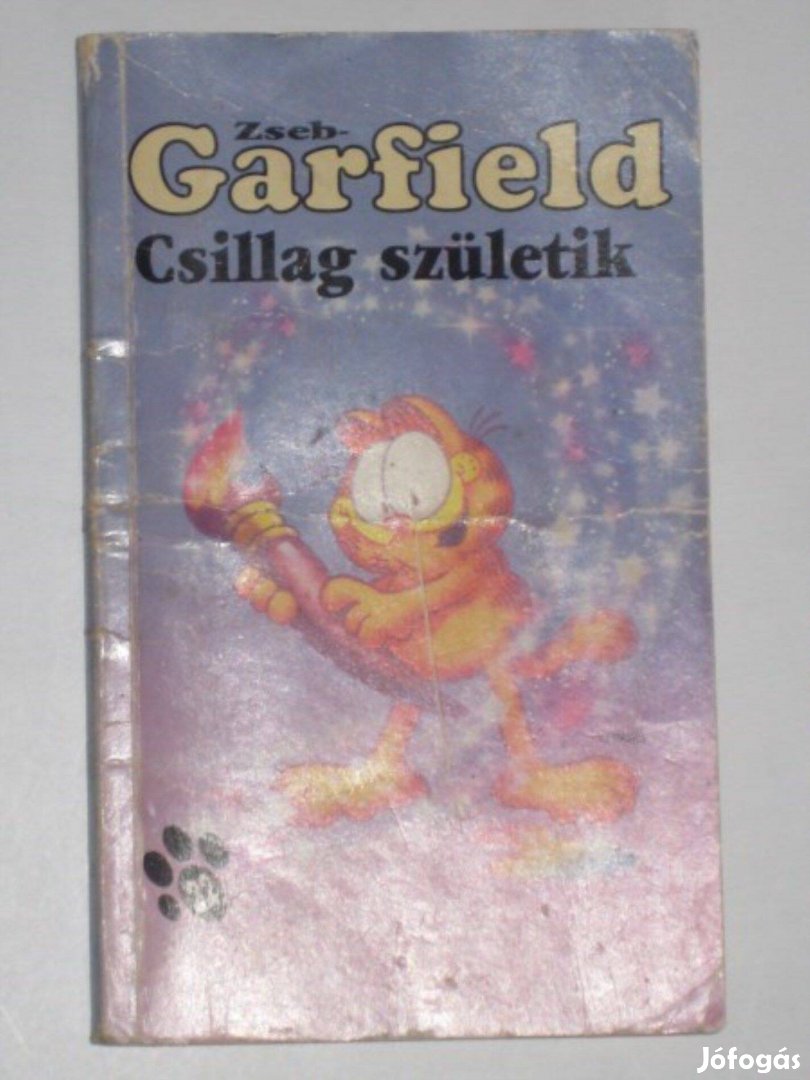 Zseb-
Garfield
Csillag születik
Jófogás